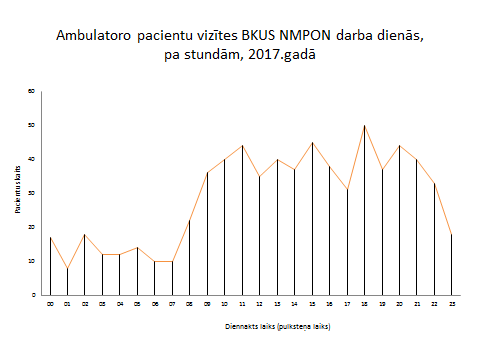 Ambulatoro pacientu vizītes BKUS NMPON darba dienās,
pa stundām, 2017.gadā
60
50
40
30
20
10
0
Pacientu skaits
00 01 02 03 04 05 06 07 08 09 10 11 12 13 14 15 16 17 18 19 20 21 22 23
Diennakts laiks (pulksteņa laiks)